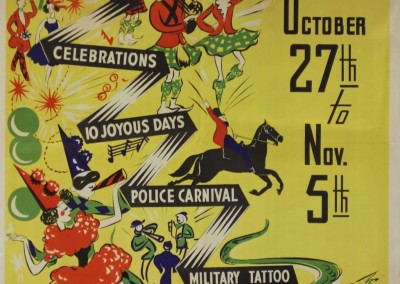 CELEBRATIONS
10 JOYOUS DAYS
POLICE CARNIVAL
MILITARY TATTOO
OCTOBER
27th
to
NOV.
5th